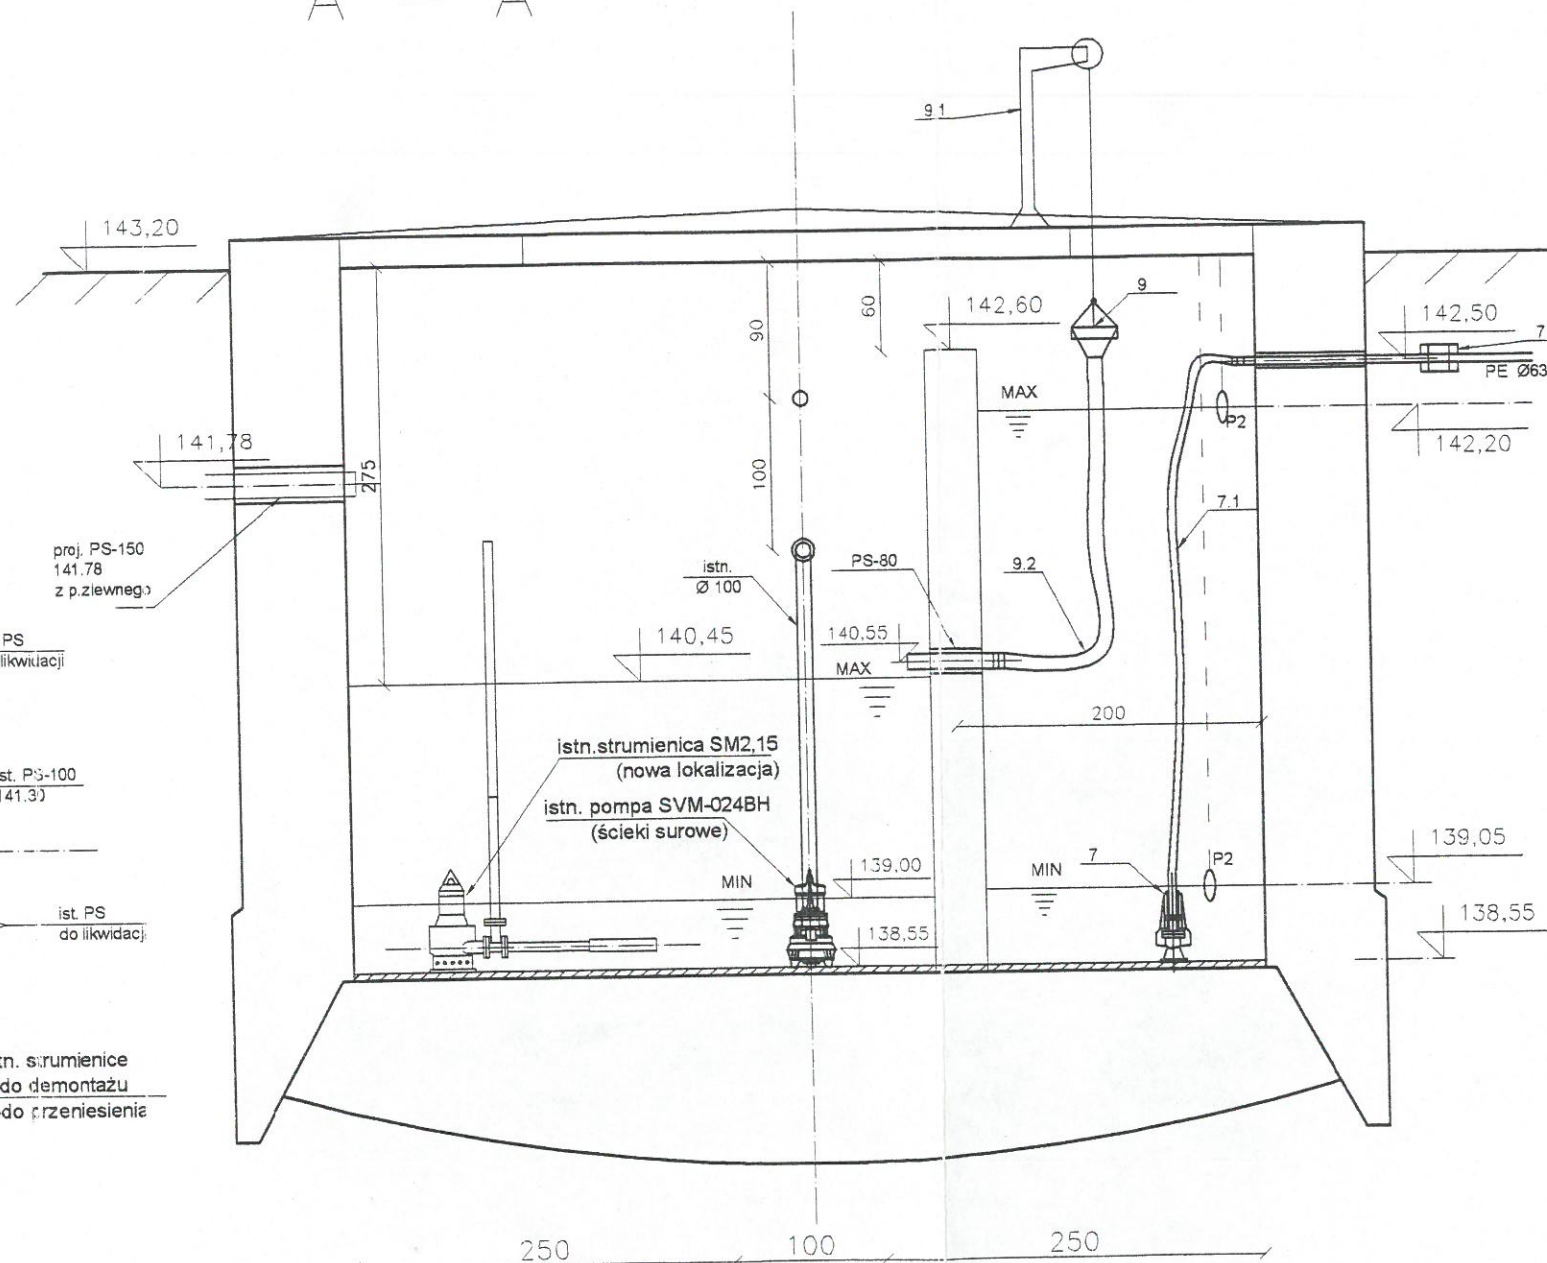 9.1
143,20
9
60
142,60
142,50
90
7
PE Ø63
MAX
P2
142,20
141,78
275
100
7.1
proj. PS-150
141.78
z p.zlewnego
istn.
Ø 100
PS-80
9.2
PS
likwidacji
140,45
140,55
MAX
200
istn.strumienica SM2,15
(nowa lokalizacja)
st. PS-100
141.30
istn. pompa SVM-024BH
(ścieki surowe)
139,05
MIN
139,00
7
P2
MIN
ist. PS
do likwidacj
138,55
138,55
tn. strumienice
do demontażu
do przeniesienia
250
100
250